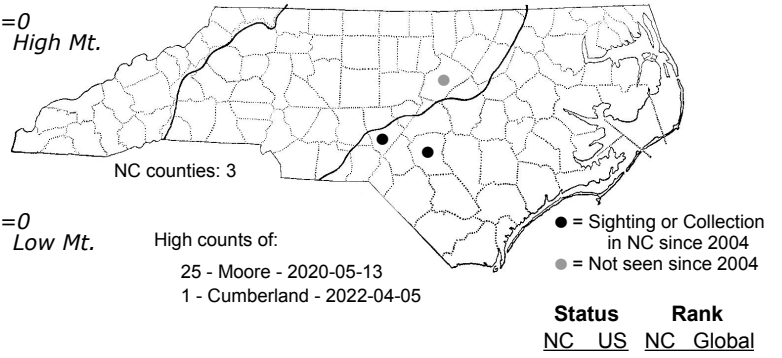 =0
High Mt.
NC counties: 3
=0
Low Mt.
High counts of:
25 - Moore - 2020-05-13
1 - Cumberland - 2022-04-05
● = Sighting or Collection
in NC since 2004
● = Not seen since 2004
Status Rank
NC US NC Global